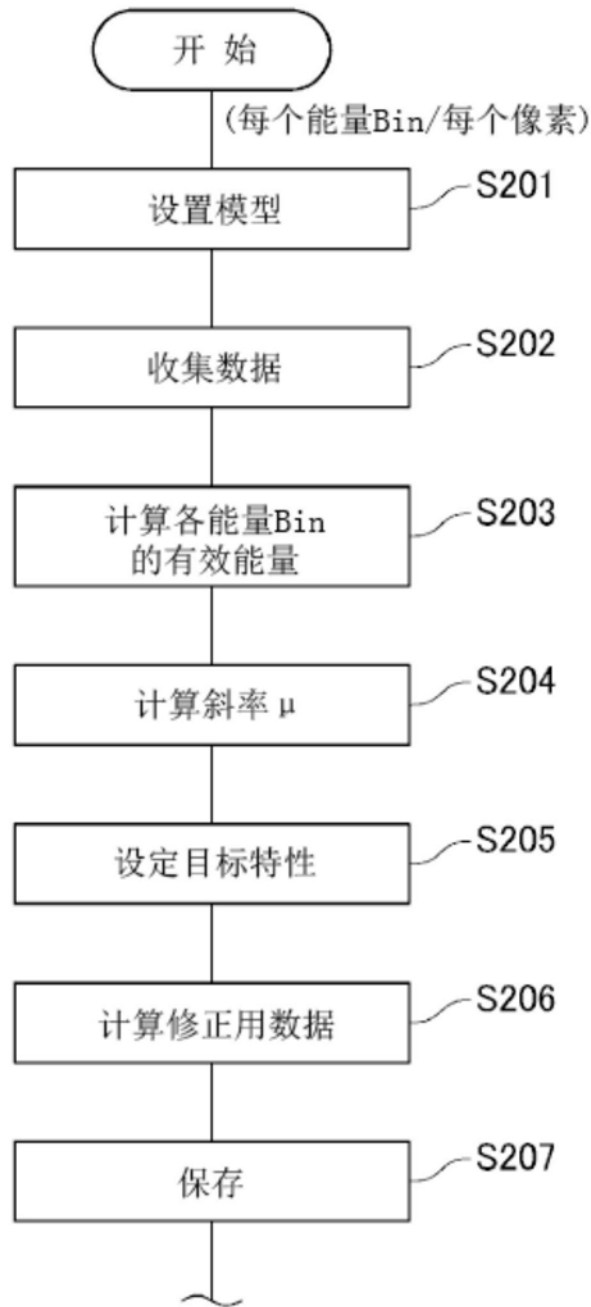 开 始
(每个能量Bin/每个像素)
设置模型
S201
收集数据
S202
计算各能量Bin
的有效能量
S203
计算斜率 μ
S204
设定目标特性
S205
计算修正用数据
S206
保存
S207